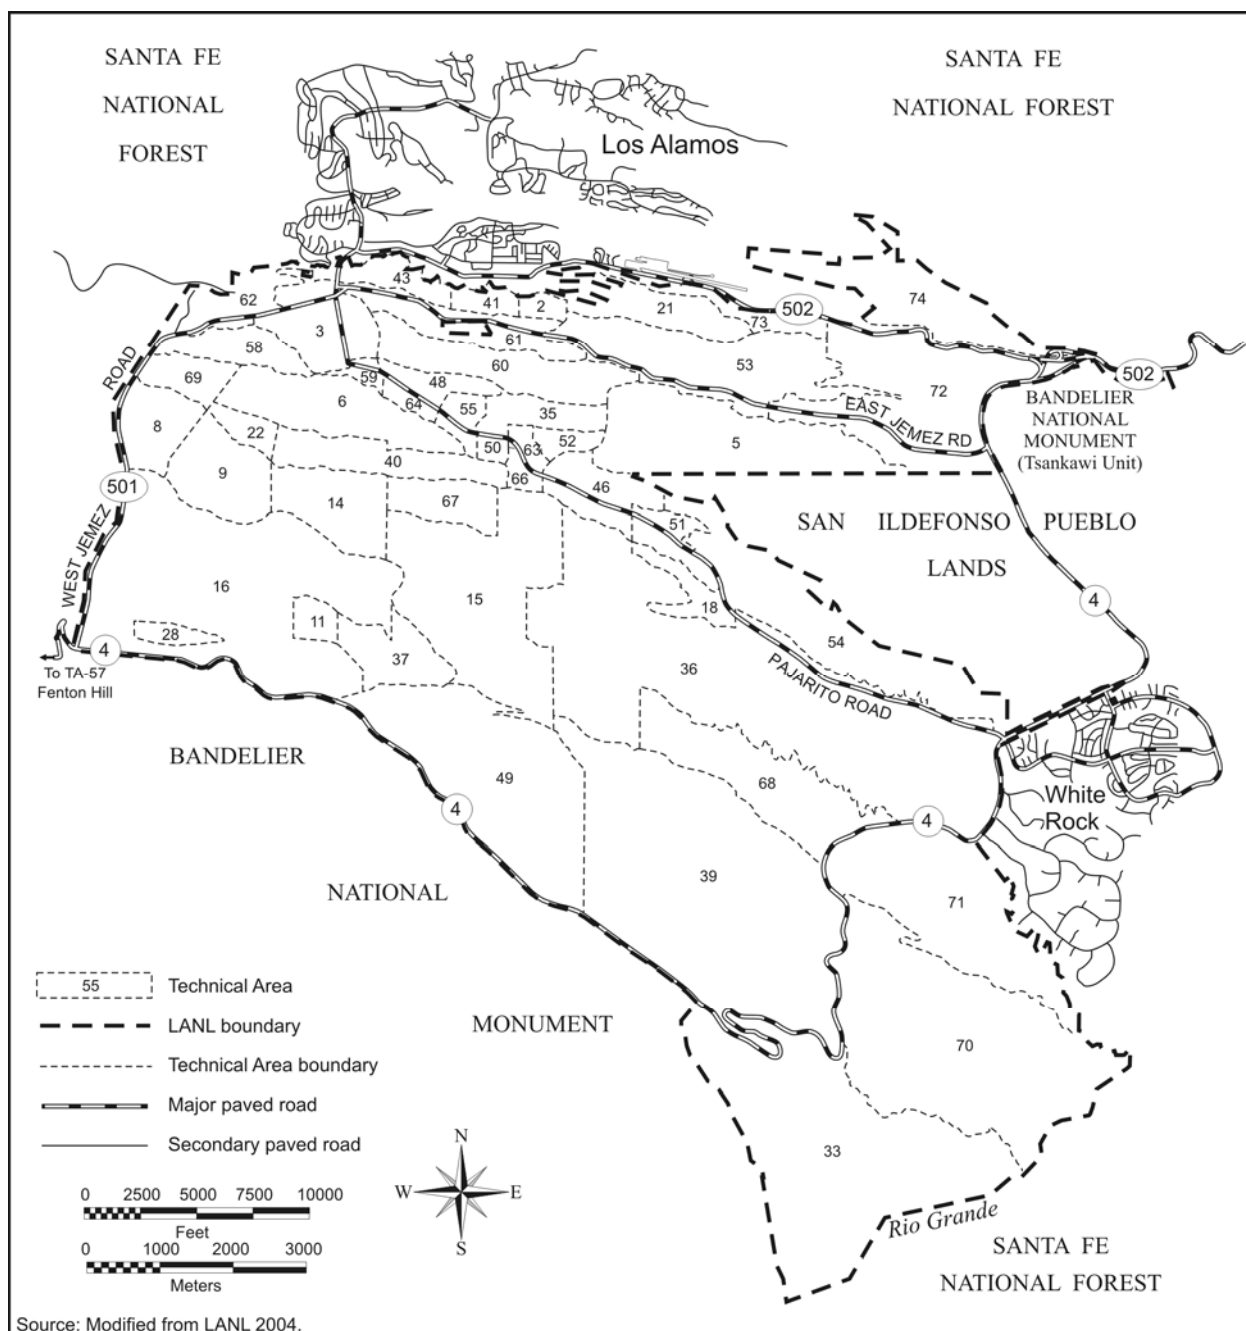 SANTA FE
NATIONAL
FOREST
SANTA FE
NATIONAL FOREST
Los Alamos
74
43
62
41
2
21
73
502
3
61
58
60
53
502
69
59
48
72
BANDELIER
NATIONAL
MONUMENT
(Tsankawi Unit)
6
64
55
35
EAST JEMEZ RD
8
22
50
63
52
5
40
9
66
46
ROAD
501
WEST JEMEZ
14
67
51
SAN ILDEFONSO PUEBLO
LANDS
16
15
18
4
11
28
54
4
37
36
To TA-57
Fenton Hill
PAJARITO ROAD
BANDELIER
49
68
White
Rock
4
4
39
NATIONAL
71
55 Technical Area
LANL boundary
MONUMENT
70
Technical Area boundary
Major paved road
Secondary paved road
33
N
W E
S
0 2500 5000 7500 10000
Feet
0 1000 2000 3000
Meters
Rio Grande
SANTA FE
NATIONAL FOREST
Source: Modified from LANL 2004.